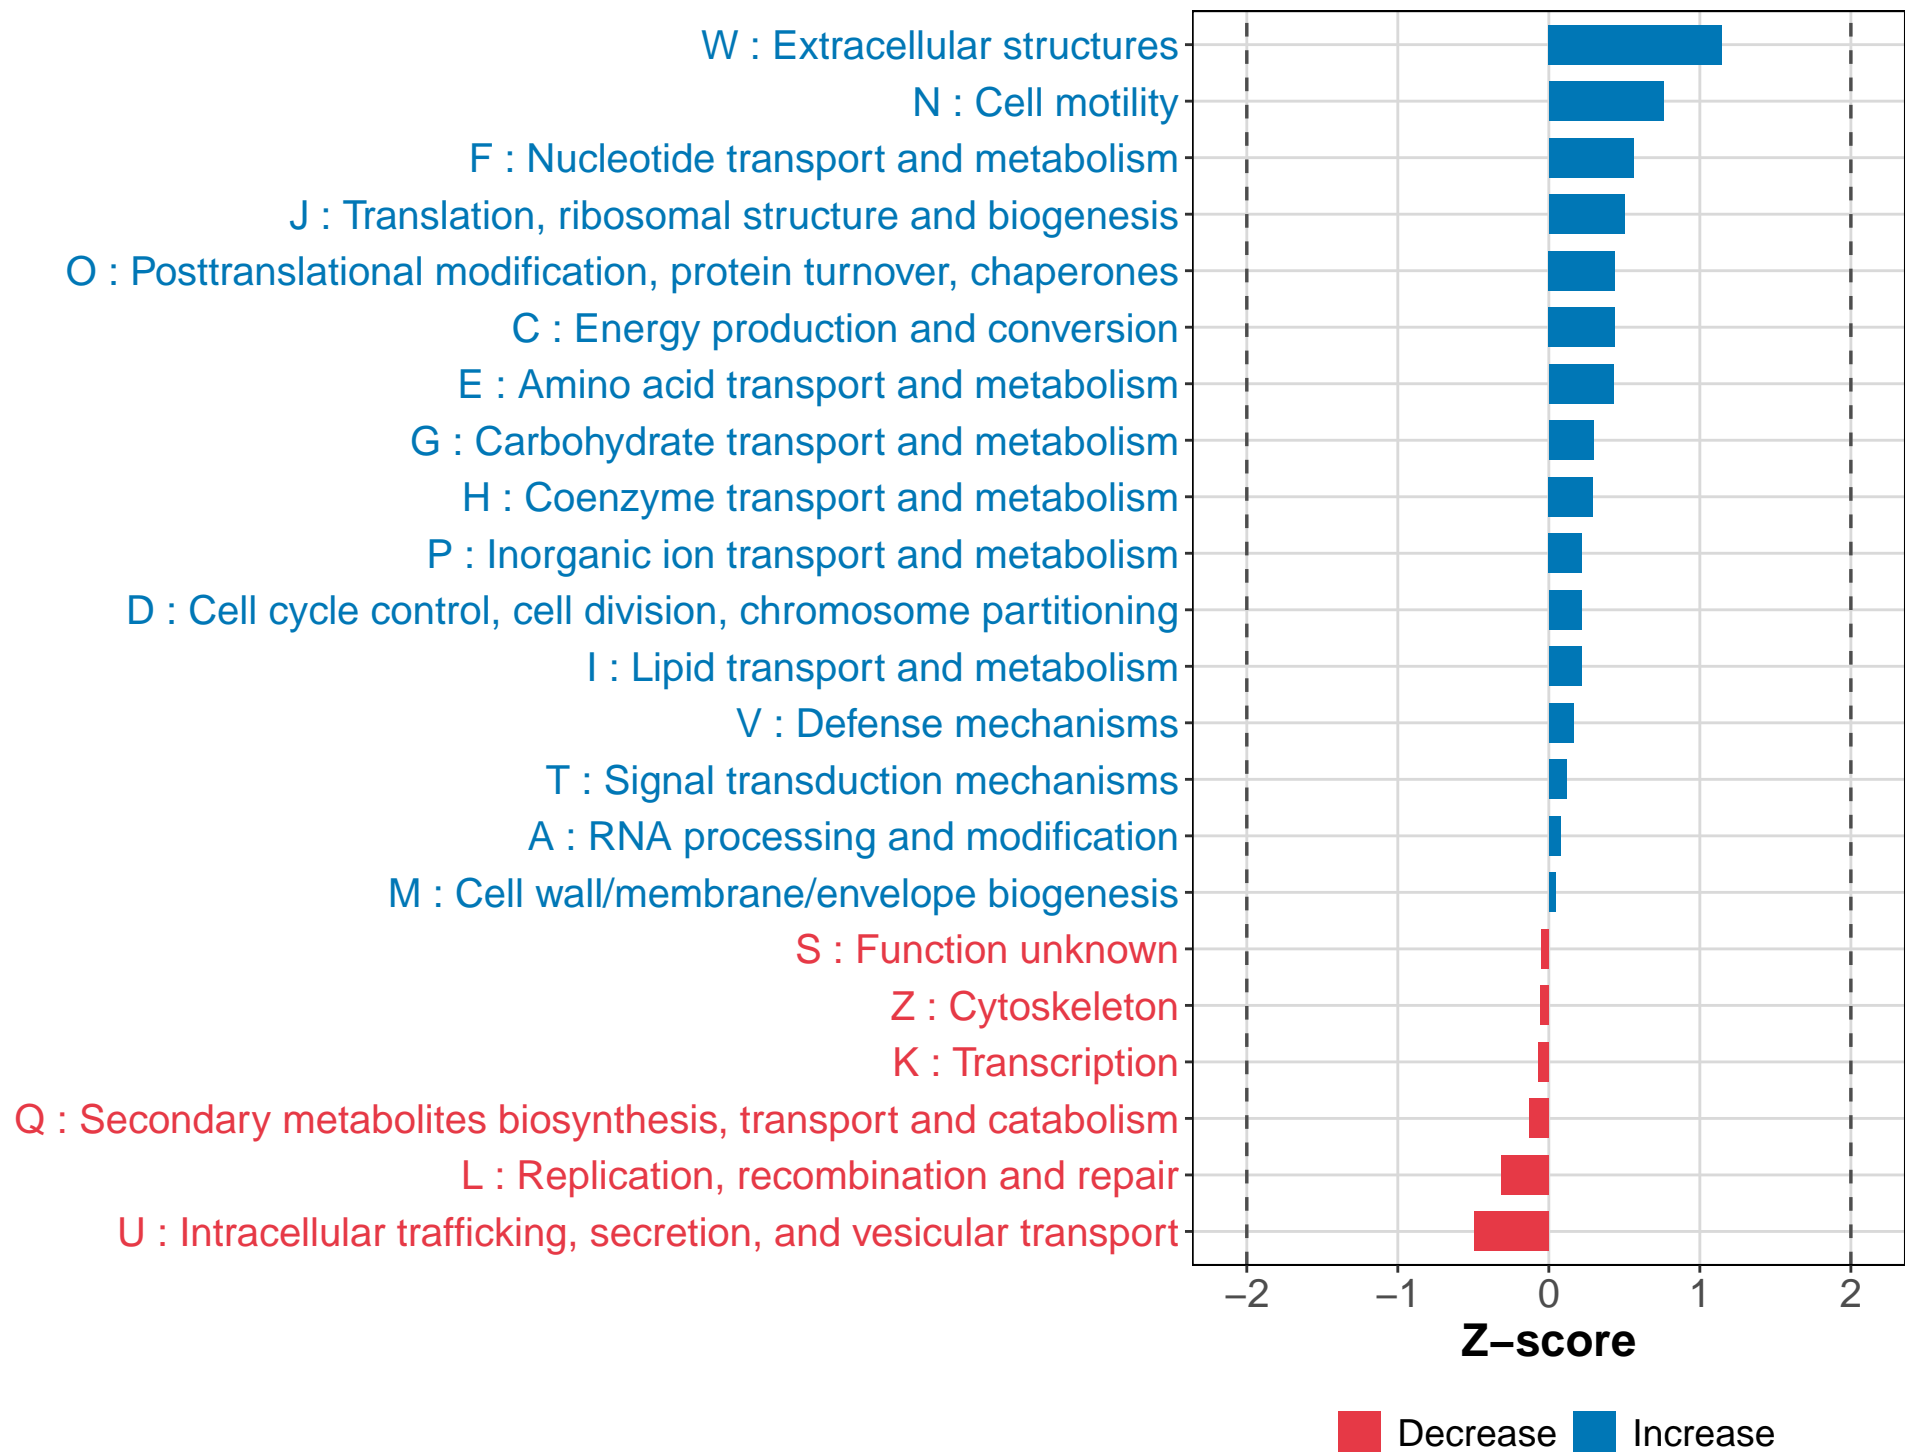 W : Extracellular structures
N : Cell motility
F : Nucleotide transport and metabolism
J : Translation, ribosomal structure and biogenesis
O : Posttranslational modification, protein turnover, chaperones
C : Energy production and conversion
E : Amino acid transport and metabolism
G : Carbohydrate transport and metabolism
H : Coenzyme transport and metabolism
P : Inorganic ion transport and metabolism
D : Cell cycle control, cell division, chromosome partitioning
I : Lipid transport and metabolism
V : Defense mechanisms
T : Signal transduction mechanisms
A : RNA processing and modification
M : Cell wall/membrane/envelope biogenesis
S : Function unknown
Z : Cytoskeleton
K : Transcription
Q : Secondary metabolites biosynthesis, transport and catabolism
L : Replication, recombination and repair
U : Intracellular trafficking, secretion, and vesicular transport
−2 −1 0 1 2
Z−score
Decrease Increase